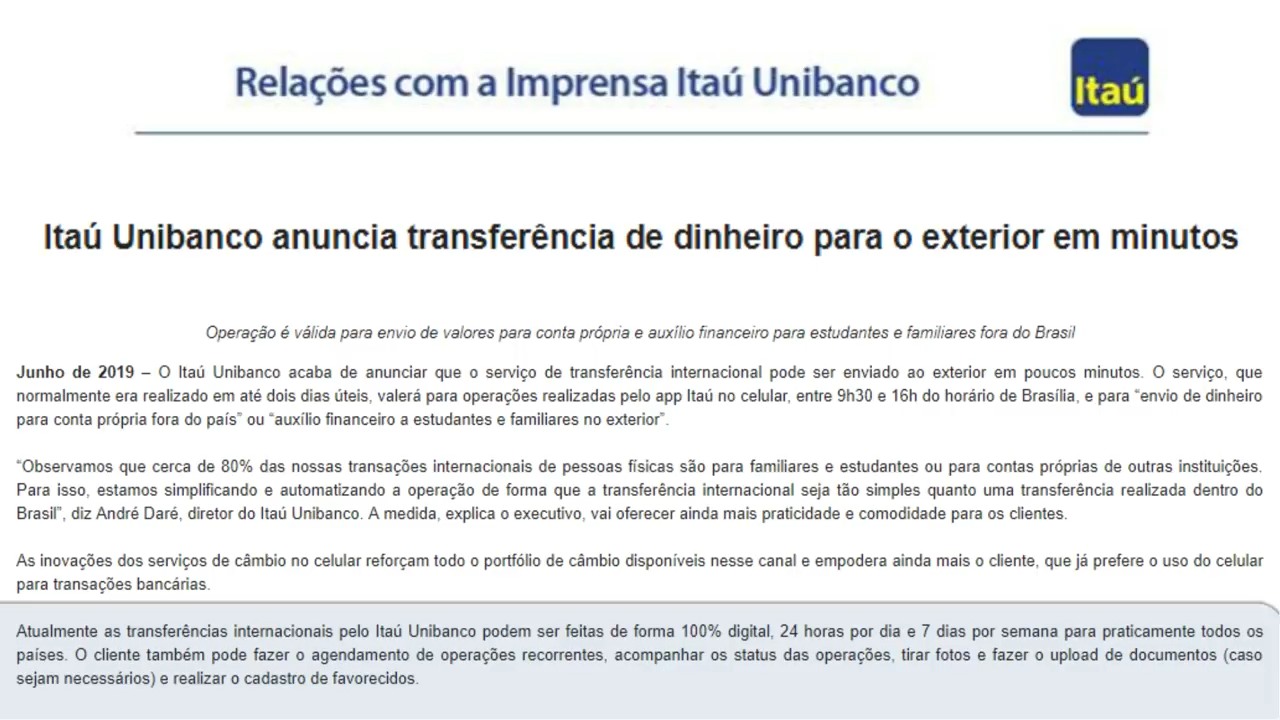 Relações com a Imprensa Itaú Unibanco
Itaú
Itaú Unibanco anuncia transferência de dinheiro para o exterior em minutos
Operação é válida para envio de valores para conta própria e auxílio financeiro para estudantes e familiares fora do Brasil
Junho de 2019 – O Itaú Unibanco acaba de anunciar que o serviço de transferência internacional pode ser enviado ao exterior em poucos minutos. O serviço, que
normalmente era realizado em até dois dias úteis, valerá para operações realizadas pelo app Itaú no celular, entre 9h30 e 16h do horário de Brasília, e para “envio de dinheiro
para conta própria fora do país” ou “auxílio financeiro a estudantes e familiares no exterior”.
“Observamos que cerca de 80% das nossas transações internacionais de pessoas físicas são para familiares e estudantes ou para contas próprias de outras instituições.
Para isso, estamos simplificando e automatizando a operação de forma que a transferência internacional seja tão simples quanto uma transferência realizada dentro do
Brasil”, diz André Daré, diretor do Itaú Unibanco. A medida, explica o executivo, vai oferecer ainda mais praticidade e comodidade para os clientes.
As inovações dos serviços de câmbio no celular reforçam todo o portfólio de câmbio disponíveis nesse canal e empodera ainda mais o cliente, que já prefere o uso do celular
para transações bancárias.
Atualmente as transferências internacionais pelo Itaú Unibanco podem ser feitas de forma 100% digital, 24 horas por dia e 7 dias por semana para praticamente todos os
países. O cliente também pode fazer o agendamento de operações recorrentes, acompanhar os status das operações, tirar fotos e fazer o upload de documentos (caso
sejam necessários) e realizar o cadastro de favorecidos.